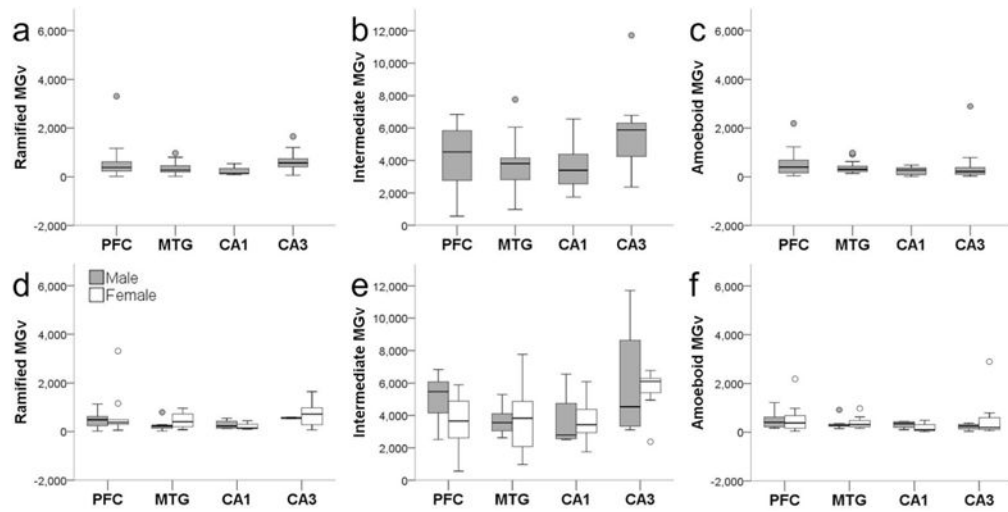 a
Ramified MGv
6,000
4,000
2,000
0
-2,000
PFC MTG CA1 CA3
b
Intermediate MGv
12,000
10,000
8,000
6,000
4,000
2,000
0
PFC MTG CA1 CA3
c
Amoeboid MGv
6,000
4,000
2,000
0
-2,000
PFC MTG CA1 CA3
d
Male
Female
Ramified MGv
6,000
4,000
2,000
0
-2,000
PFC MTG CA1 CA3
e
Intermediate MGv
12,000
10,000
8,000
6,000
4,000
2,000
0
PFC MTG CA1 CA3
f
Amoeboid MGv
6,000
4,000
2,000
0
-2,000
PFC MTG CA1 CA3